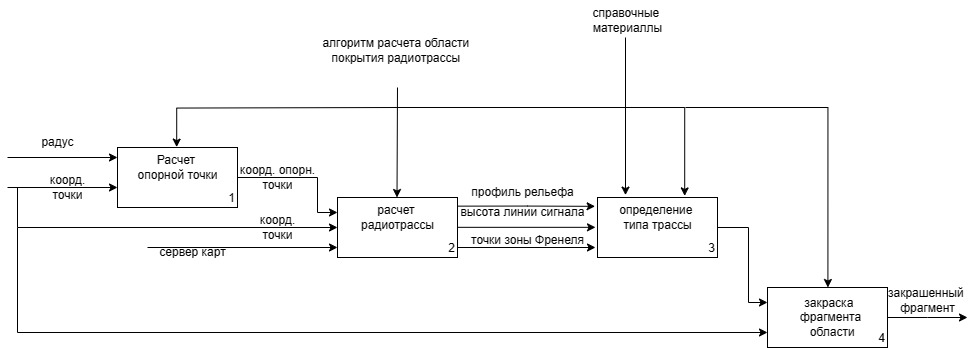 справочные
материаллы
алгоритм расчета области
покрытия радиотрассы
радус
Расчет
опорной точки
1
коорд.
точки
коорд. опорн.
точки
коорд.
точки
сервер карт
расчет
радиотрассы
2
профиль рельефа
высота линии сигнала
точки зоны Френеля
определение
типа трассы
3
закраска
фрагмента
области
4
закрашенный
фрагмент